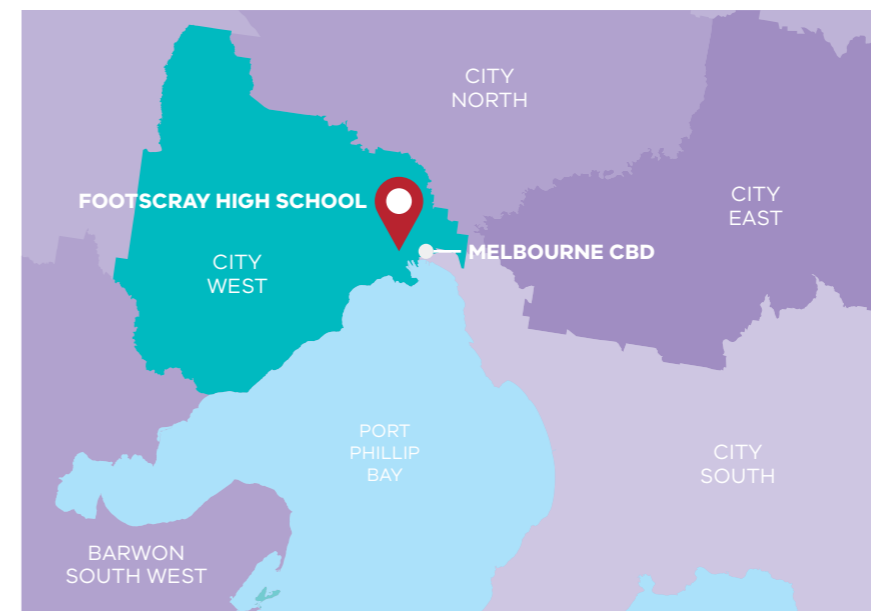 CITY
NORTH
CITY
EAST
FOOTSCRAY HIGH SCHOOL
MELBOURNE CBD
CITY
WEST
PORT
PHILLIP
BAY
CITY
SOUTH
BARWON
SOUTH WEST